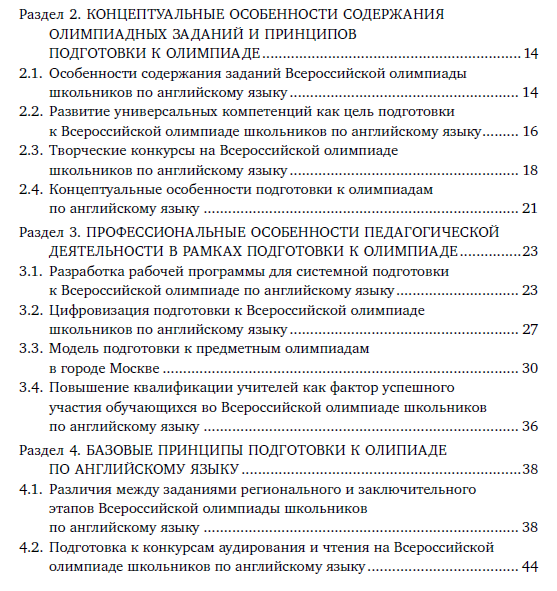 Раздел 2. КОНЦЕПТУАЛЬНЫЕ ОСОБЕННОСТИ СОДЕРЖАНИЯ
ОЛИМПИАДНЫХ ЗАДАНИЙ И ПРИНЦИПОВ
ПОДГОТОВКИ К ОЛИМПИАДЕ ..... 14
2.1. Особенности содержания заданий Всероссийской олимпиады
школьников по английскому языку ..... 14
2.2. Развитие универсальных компетенций как цель подготовки
к Всероссийской олимпиаде школьников по английскому языку ..... 16
2.3. Творческие конкурсы на Всероссийской олимпиаде
школьников по английскому языку ..... 18
2.4. Концептуальные особенности подготовки к олимпиадам
по английскому языку ..... 21
Раздел 3. ПРОФЕССИОНАЛЬНЫЕ ОСОБЕННОСТИ ПЕДАГОГИЧЕСКОЙ
ДЕЯТЕЛЬНОСТИ В РАМКАХ ПОДГОТОВКИ К ОЛИМПИАДЕ ..... 23
3.1. Разработка рабочей программы для системной подготовки
к Всероссийской олимпиаде по английскому языку ..... 23
3.2. Цифровизация подготовки к Всероссийской олимпиаде
школьников по английскому языку ..... 27
3.3. Модель подготовки к предметным олимпиадам
в городе Москве ..... 30
3.4. Повышение квалификации учителей как фактор успешного
участия обучающихся во Всероссийской олимпиаде школьников
по английскому языку ..... 36
Раздел 4. БАЗОВЫЕ ПРИНЦИПЫ ПОДГОТОВКИ К ОЛИПИАДЕ
ПО АНГЛИЙСКОМУ ЯЗЫКУ ..... 38
4.1. Различия между заданиями регионального и заключительного
этапов Всероссийской олимпиады школьников
по английскому языку ..... 38
4.2. Подготовка к конкурсам аудирования и чтения на Всероссийской
олимпиаде школьников по английскому языку ..... 44